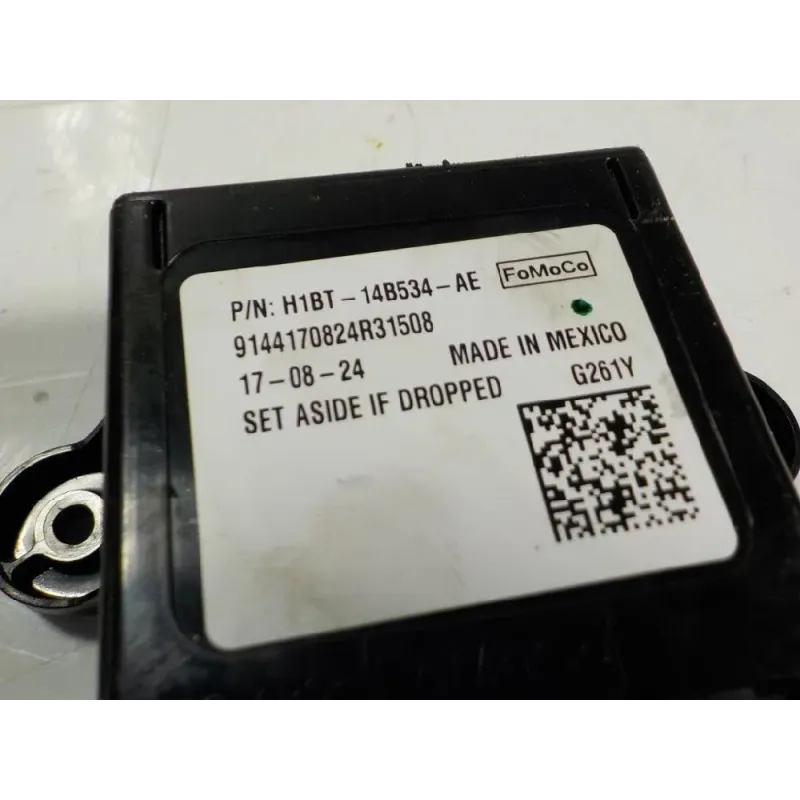 P/N: H1BT-14B534-AE FoMoCo
9144170824R31508
17-08-24 MADE IN MEXICO
SET ASIDE IF DROPPED G261Y